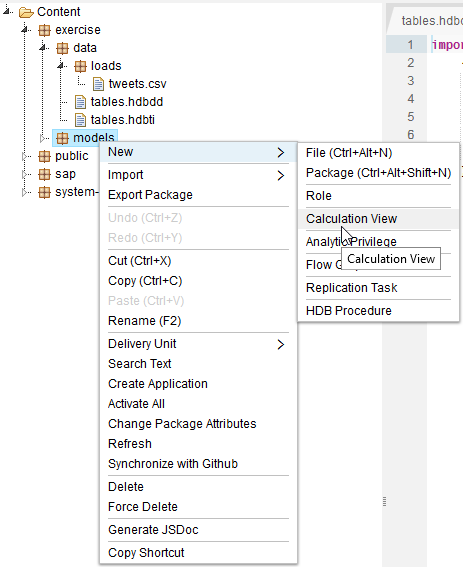 Content
exercise
data
loads
tweets.csv
tables.hdbdd
tables.hdbti
models
public
sap
system-
New
Import
Export Package
Undo (Ctrl+Z)
Redo (Ctrl+Y)
Cut (Ctrl+X)
Copy (Ctrl+C)
Paste (Ctrl+V)
Rename (F2)
Delivery Unit
Search Text
Create Application
Activate All
Change Package Attributes
Refresh
Synchronize with Github
Delete
Force Delete
Generate JSDoc
Copy Shortcut
File (Ctrl+Alt+N)
Package (Ctrl+Alt+Shift+N)
Role
Calculation View
Analytic Privilege
Calculation View
Flow
Replication Task
HDB Procedure
tables.hdbd
1 impor
2
3
4
5
6